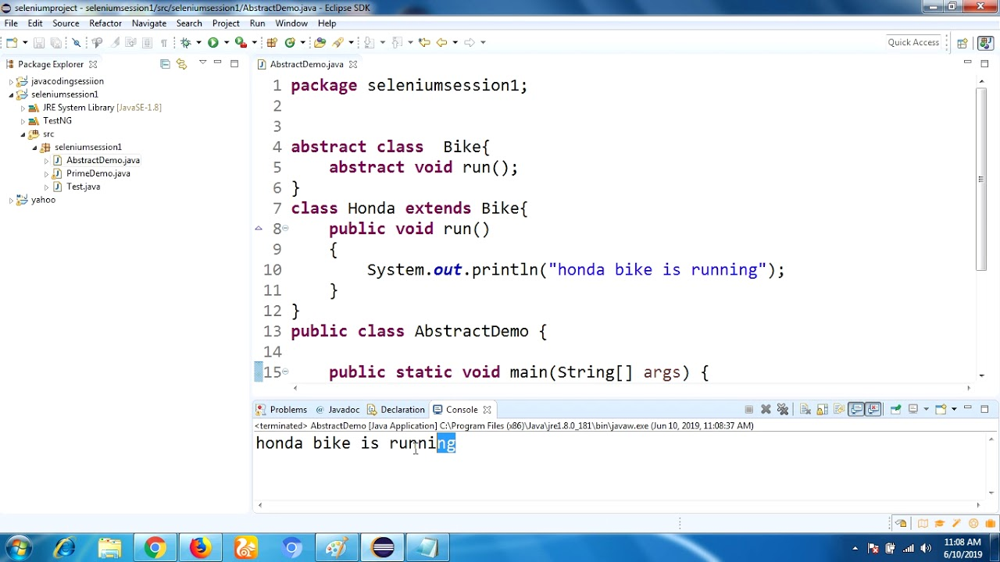 seleniumproject - seleniumsession1/src/seleniumsession1/AbstractDemo.java - Eclipse SDK
File Edit Source Refactor Navigate Search Project Run Window Help
Quick Access
Package Explorer
javacodingsessiion
seleniumsession1
JRE System Library [JavaSE-1.8]
TestNG
src
seleniumsession1
AbstractDemo.java
PrimeDemo.java
Test.java
yahoo
AbstractDemo.java
1 package seleniumsession1;
2
3
4 abstract class  Bike{
5     abstract void run();
6 }
7 class Honda extends Bike{
8     public void run()
9     {
10         System.out.println("honda bike is running");
11     }
12 }
13 public class AbstractDemo {
14
15     public static void main(String[] args) {
Problems @ Javadoc Declaration Console
<terminated> AbstractDemo [Java Application] C:\Program Files (x86)\Java\jre1.8.0_181\bin\javaw.exe (Jun 10, 2019, 11:08:37 AM)
honda bike is running
11:08 AM
6/10/2019